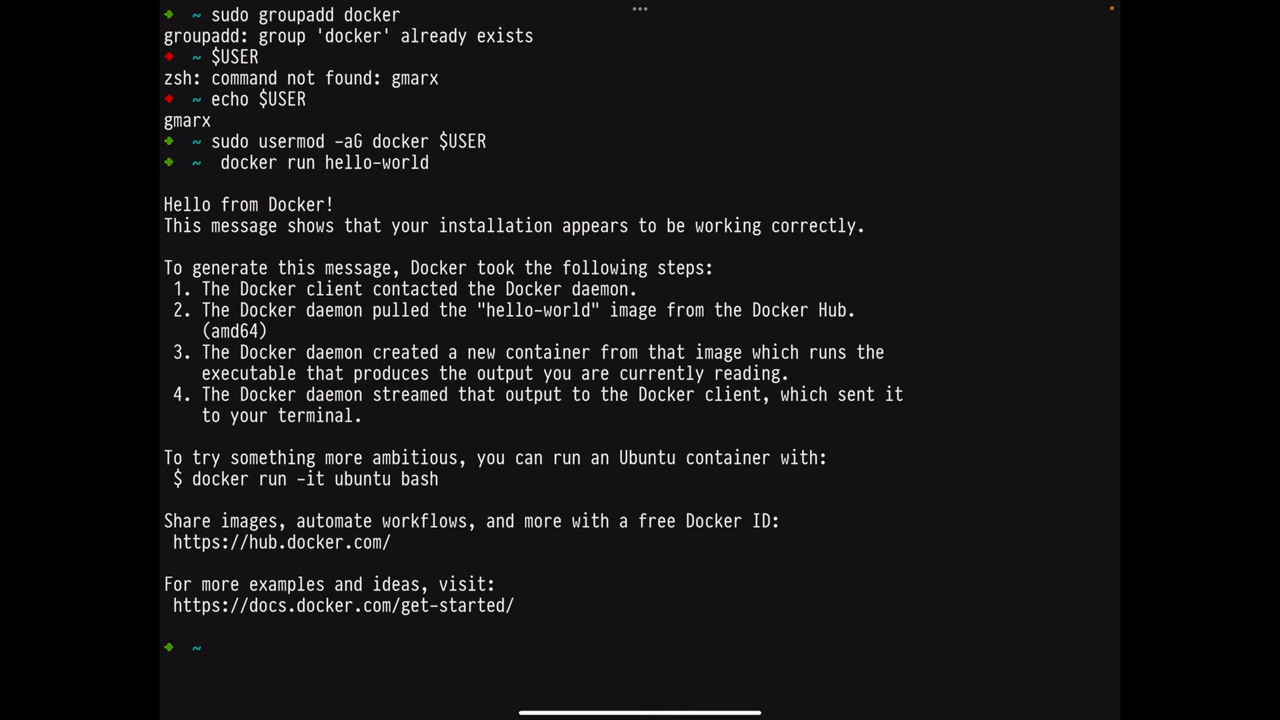 ~ sudo groupadd docker
groupadd: group 'docker' already exists
~ $USER
zsh: command not found: gmarx
~ echo $USER
gmarx
~ sudo usermod -aG docker $USER
~  docker run hello-world

Hello from Docker!
This message shows that your installation appears to be working correctly.

To generate this message, Docker took the following steps:
 1. The Docker client contacted the Docker daemon.
 2. The Docker daemon pulled the "hello-world" image from the Docker Hub.
    (amd64)
 3. The Docker daemon created a new container from that image which runs the
    executable that produces the output you are currently reading.
 4. The Docker daemon streamed that output to the Docker client, which sent it
    to your terminal.

To try something more ambitious, you can run an Ubuntu container with:
 $ docker run -it ubuntu bash

Share images, automate workflows, and more with a free Docker ID:
 https://hub.docker.com/

For more examples and ideas, visit:
 https://docs.docker.com/get-started/

~